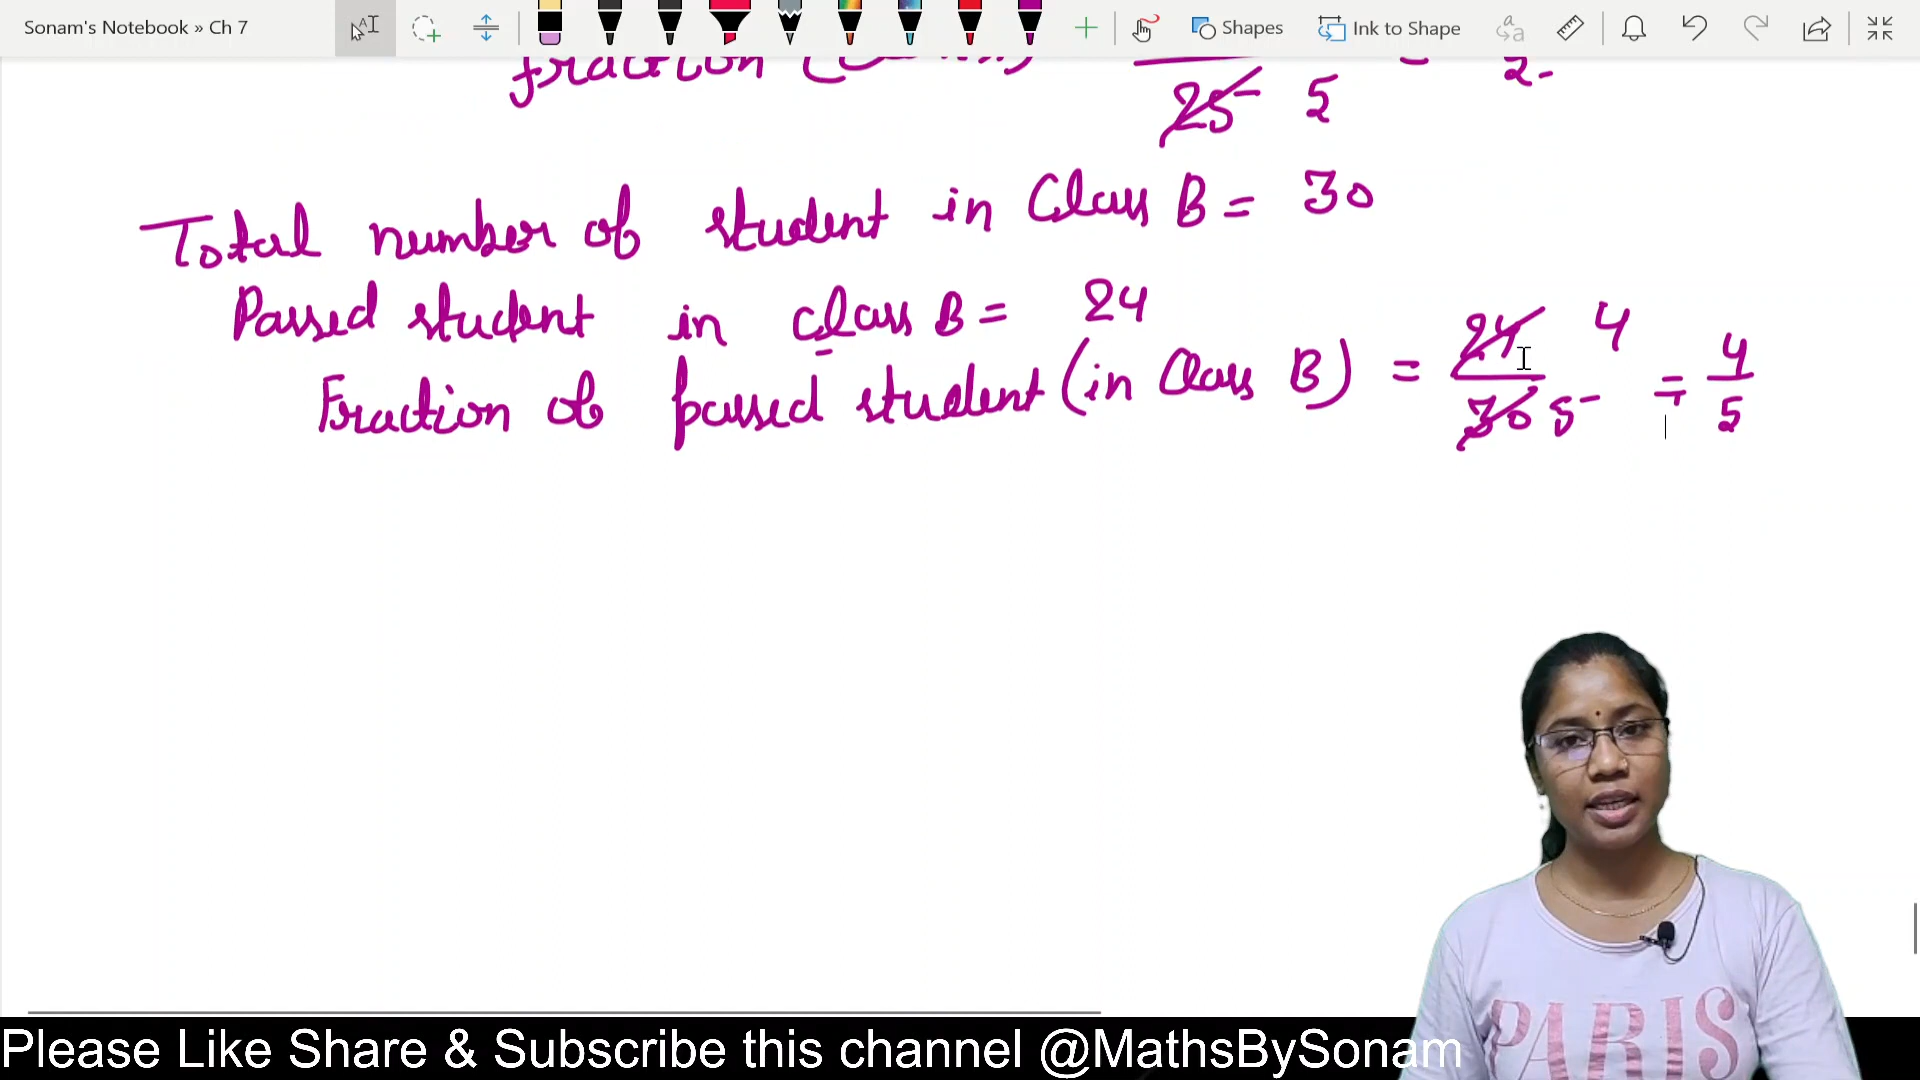 Sonam's Notebook » Ch 7
Shapes
Ink to Shape
fraction
25 5
Total number of student in Class B = 30
Passed student in class B = 24
Fraction of passed student (in Class B) = 24/30 4 5 = 4/5
PARIS
Please Like Share & Subscribe this channel @MathsBySonam